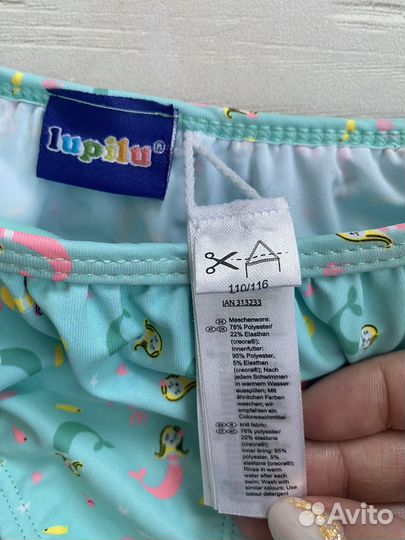 lupilu®
110/116
IAN 313233
DE Maschenware:
78% Polyester/
22% Elasthan
(creora®);
Innenfutter:
95% Polyester,
5% Elasthan
(creora®); Nach
jedem Schwimmen
in warmem Wasser
ausspülen; Mit
ähnlichen Farben
waschen; wir
empfehlen ein
Colorwaschmittel
knit fabric:
78% polyester/
22% elastane
(creora®);
inner lining: 95%
polyester, 5%
elastane (creora®);
Rinse in warm
water after each
swim; Wash with
similar colours; Use
colour detergent
Avito